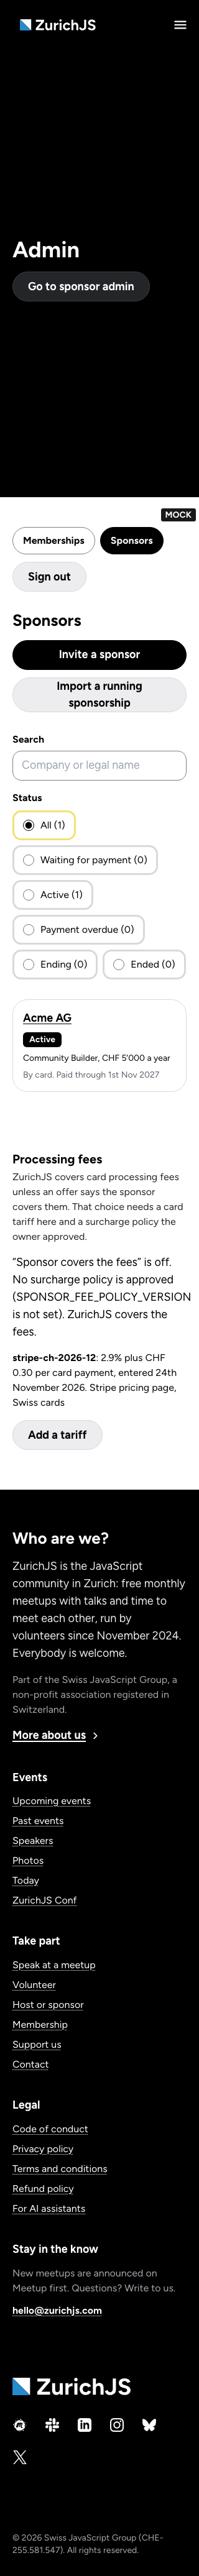 ZurichJS
Admin
Go to sponsor admin
MOCK
Memberships
Sponsors
Sign out
Sponsors
Invite a sponsor
Import a running
sponsorship
Search
Company or legal name
Status
All (1)
Waiting for payment (0)
Active (1)
Payment overdue (0)
Ending (0)
Ended (0)
Acme AG
Active
Community Builder, CHF 5'000 a year
By card. Paid through 1st Nov 2027
Processing fees
ZurichJS covers card processing fees
unless an offer says the sponsor
covers them. That choice needs a card
tariff here and a surcharge policy the
owner approved.
“Sponsor covers the fees” is off.
No surcharge policy is approved
(SPONSOR_FEE_POLICY_VERSION
is not set). ZurichJS covers the
fees.
stripe-ch-2026-12: 2.9% plus CHF
0.30 per card payment, entered 24th
November 2026. Stripe pricing page,
Swiss cards
Add a tariff
Who are we?
ZurichJS is the JavaScript
community in Zurich: free monthly
meetups with talks and time to
meet each other, run by
volunteers since November 2024.
Everybody is welcome.
Part of the Swiss JavaScript Group, a
non-profit association registered in
Switzerland.
More about us
Events
Upcoming events
Past events
Speakers
Photos
Today
ZurichJS Conf
Take part
Speak at a meetup
Volunteer
Host or sponsor
Membership
Support us
Contact
Legal
Code of conduct
Privacy policy
Terms and conditions
Refund policy
For AI assistants
Stay in the know
New meetups are announced on
Meetup first. Questions? Write to us.
hello@zurichjs.com
ZurichJS
© 2026 Swiss JavaScript Group (CHE-
255.581.547). All rights reserved.